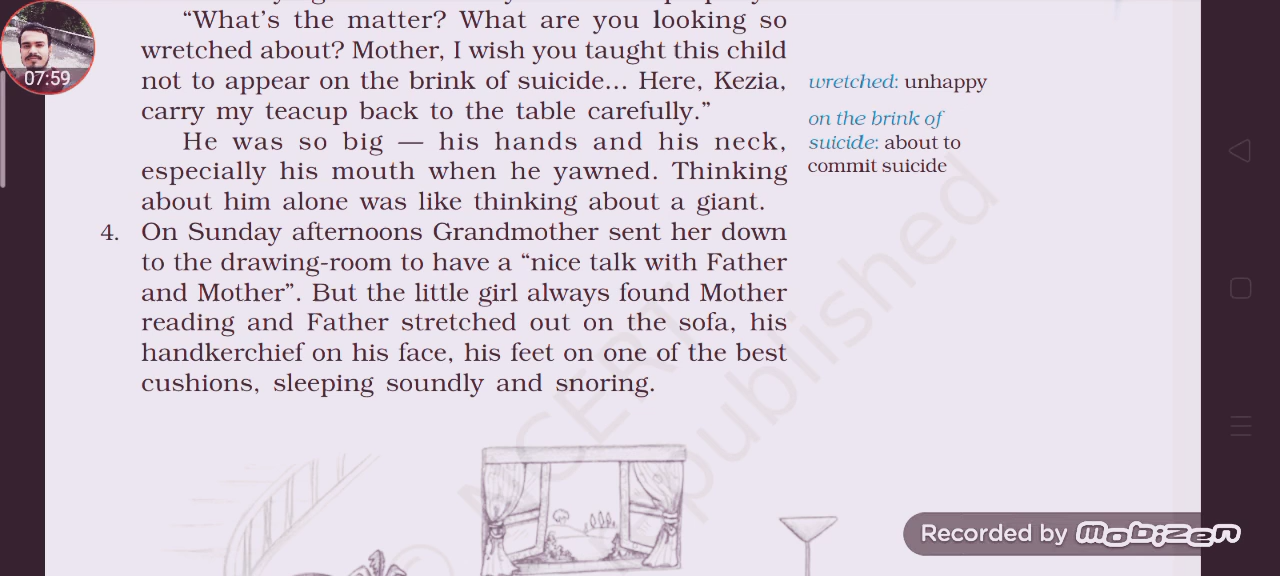 “What’s the matter? What are you looking so
wretched about? Mother, I wish you taught this child
not to appear on the brink of suicide... Here, Kezia,
carry my teacup back to the table carefully.”
He was so big — his hands and his neck,
especially his mouth when he yawned. Thinking
about him alone was like thinking about a giant.
4. On Sunday afternoons Grandmother sent her down
to the drawing-room to have a “nice talk with Father
and Mother”. But the little girl always found Mother
reading and Father stretched out on the sofa, his
handkerchief on his face, his feet on one of the best
cushions, sleeping soundly and snoring.
wretched: unhappy
on the brink of
suicide: about to
commit suicide
07:59
NCERT
published
Recorded by mobizen